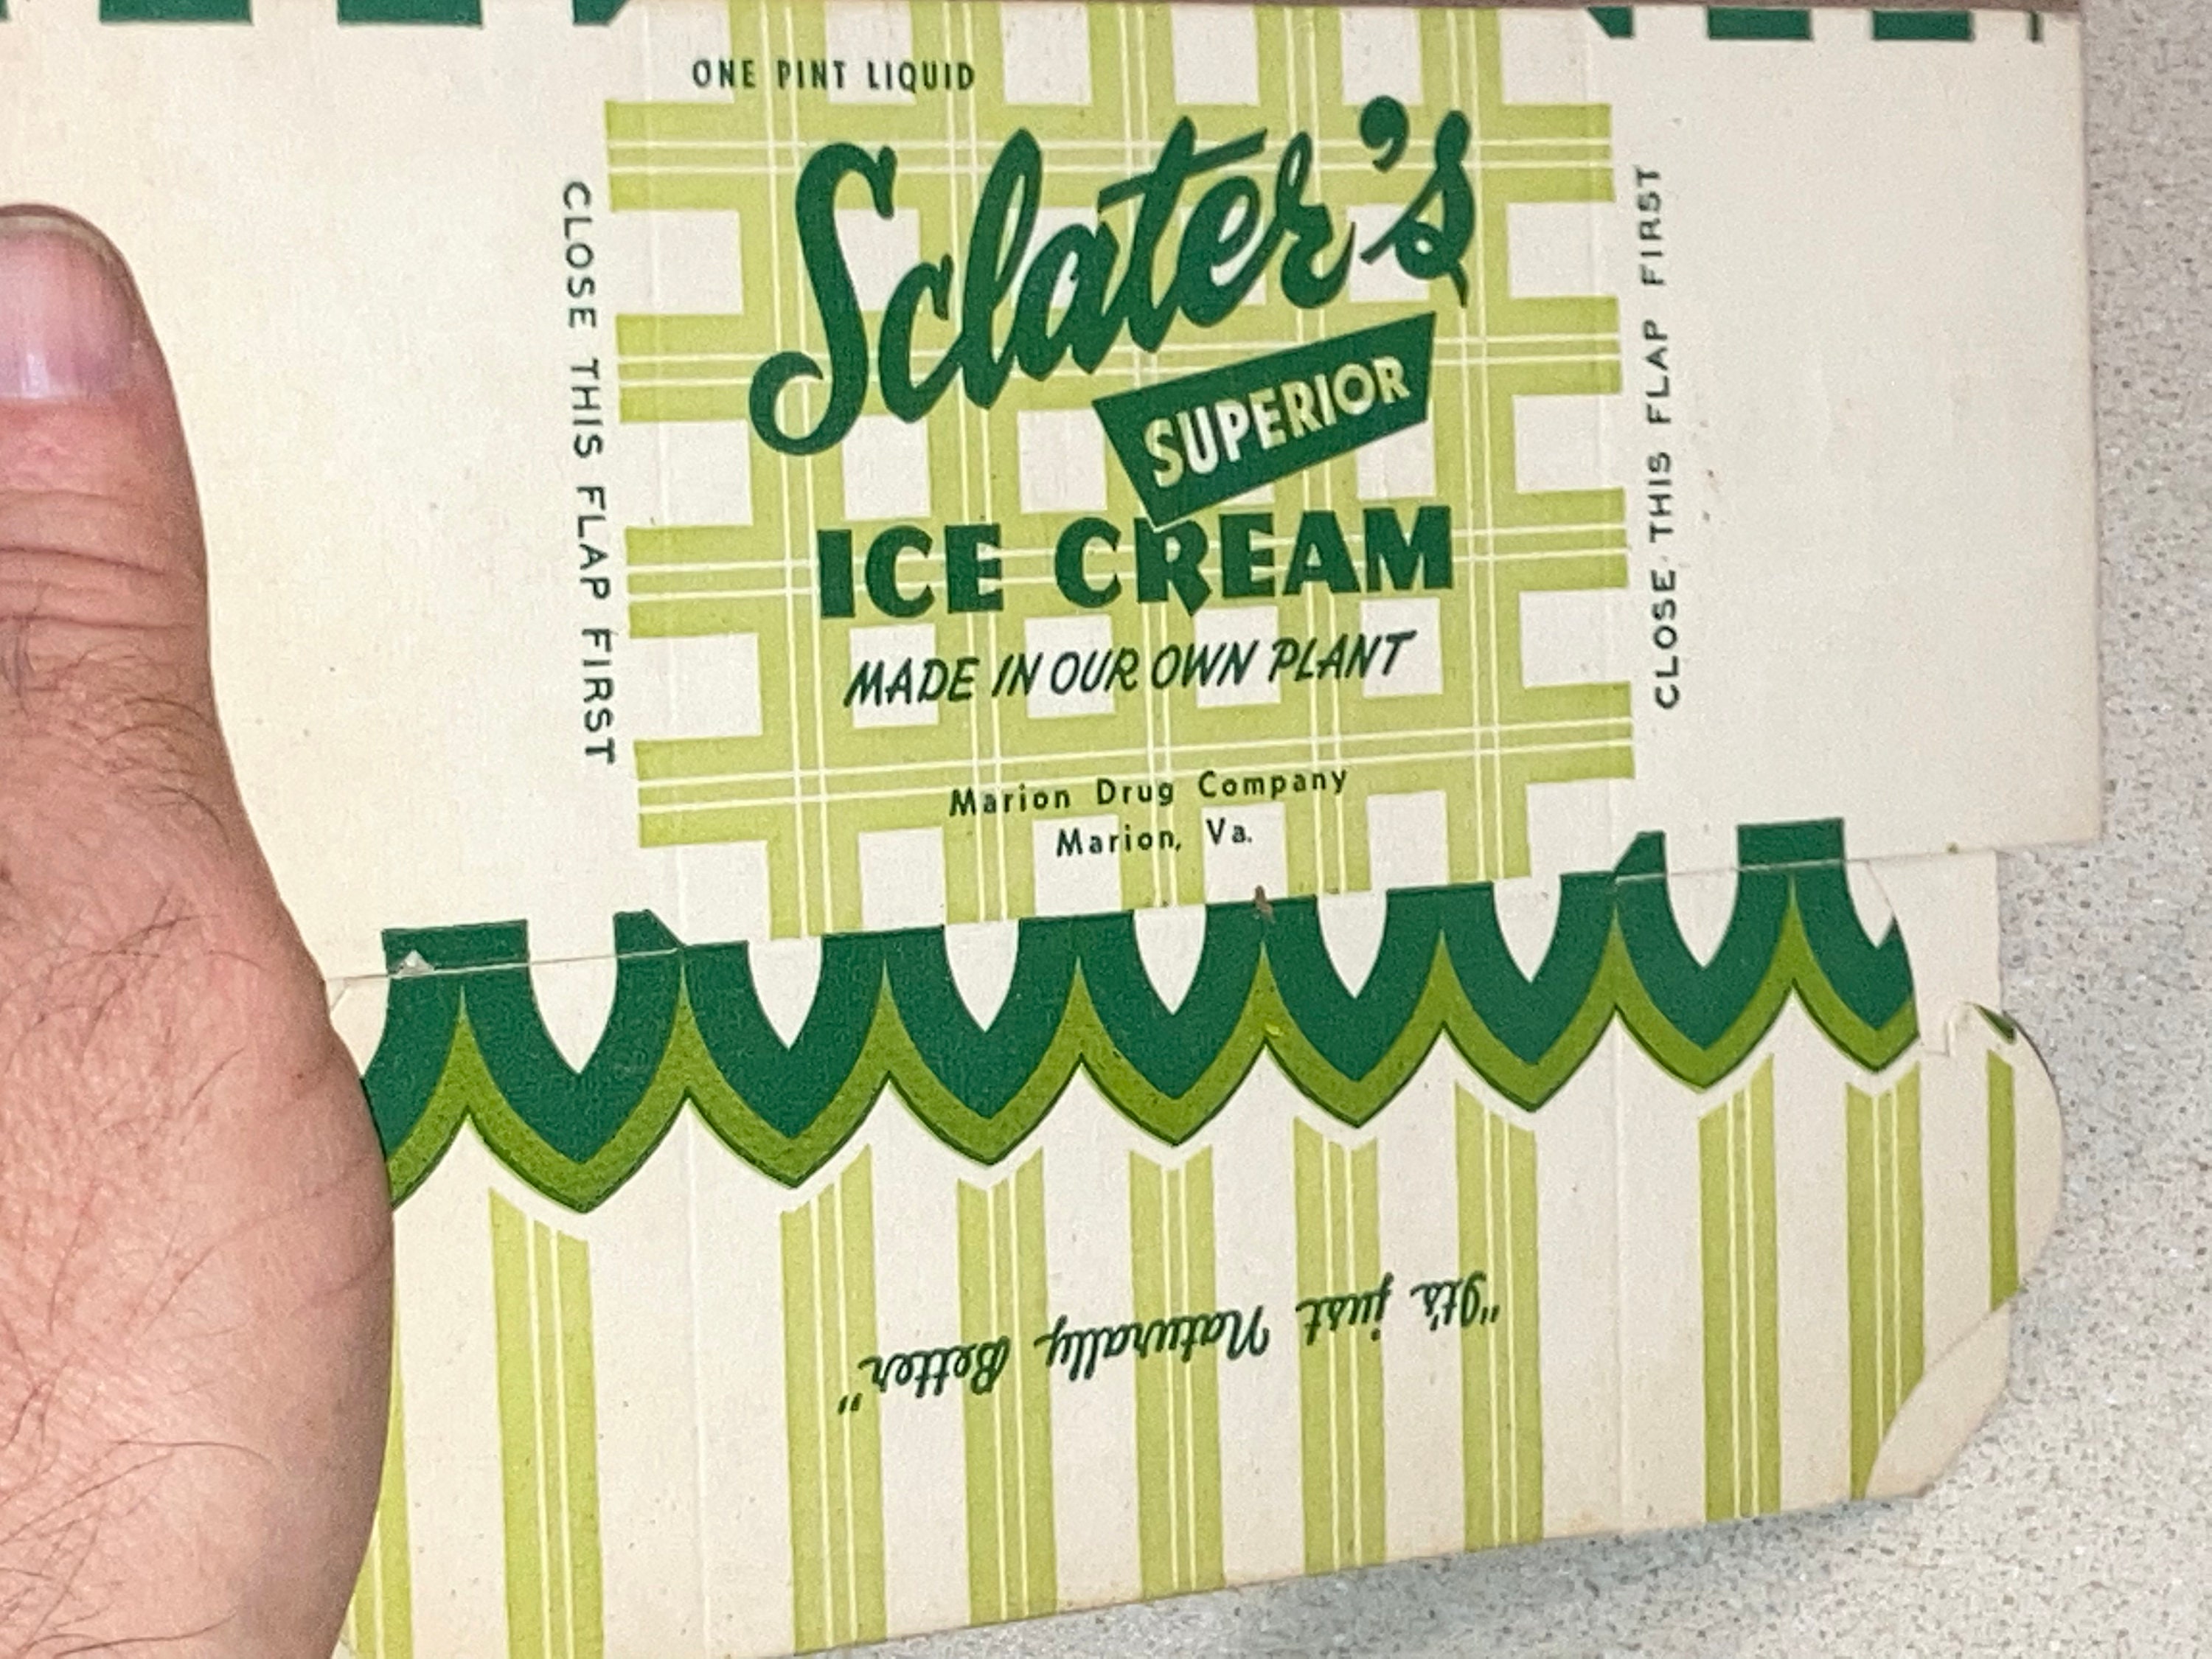 ONE PINT LIQUID
Sclater's
SUPERIOR
ICE CREAM
MADE IN OUR OWN PLANT
Marion Drug Company
Marion, Va.
CLOSE THIS FLAP FIRST
CLOSE THIS FLAP FIRST
"It's just Naturally Better"